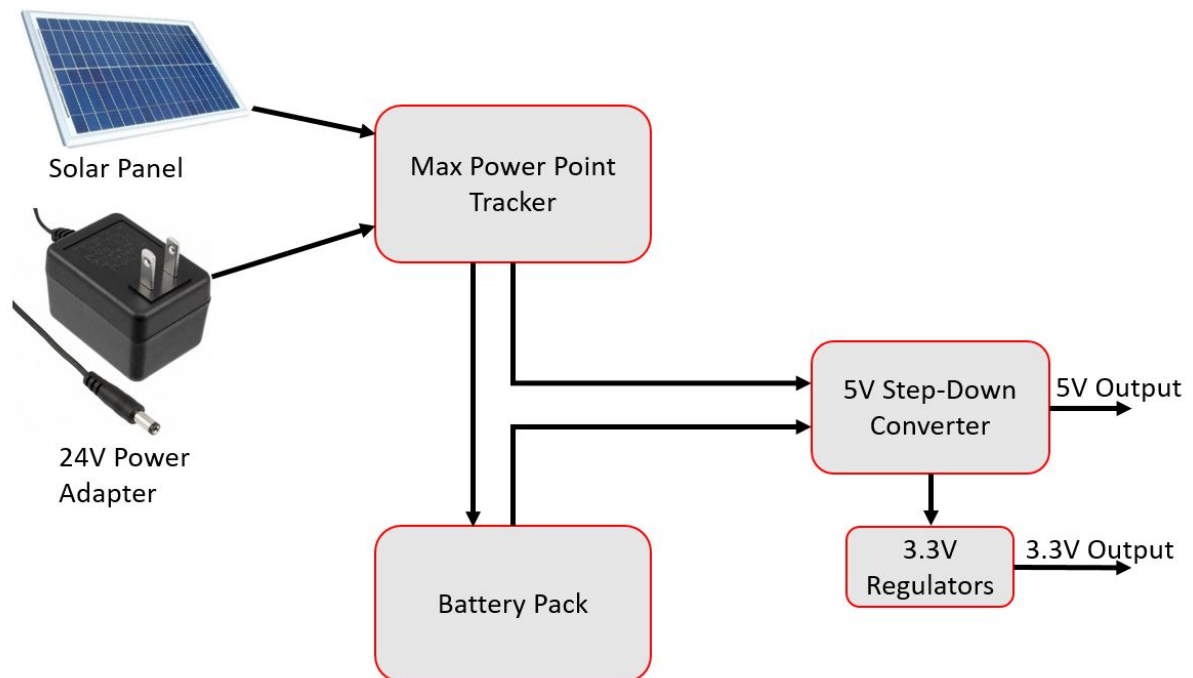 Solar Panel
Max Power Point
Tracker
24V Power
Adapter
5V Step-Down
Converter
5V Output
3.3V
Regulators
3.3V Output
Battery Pack